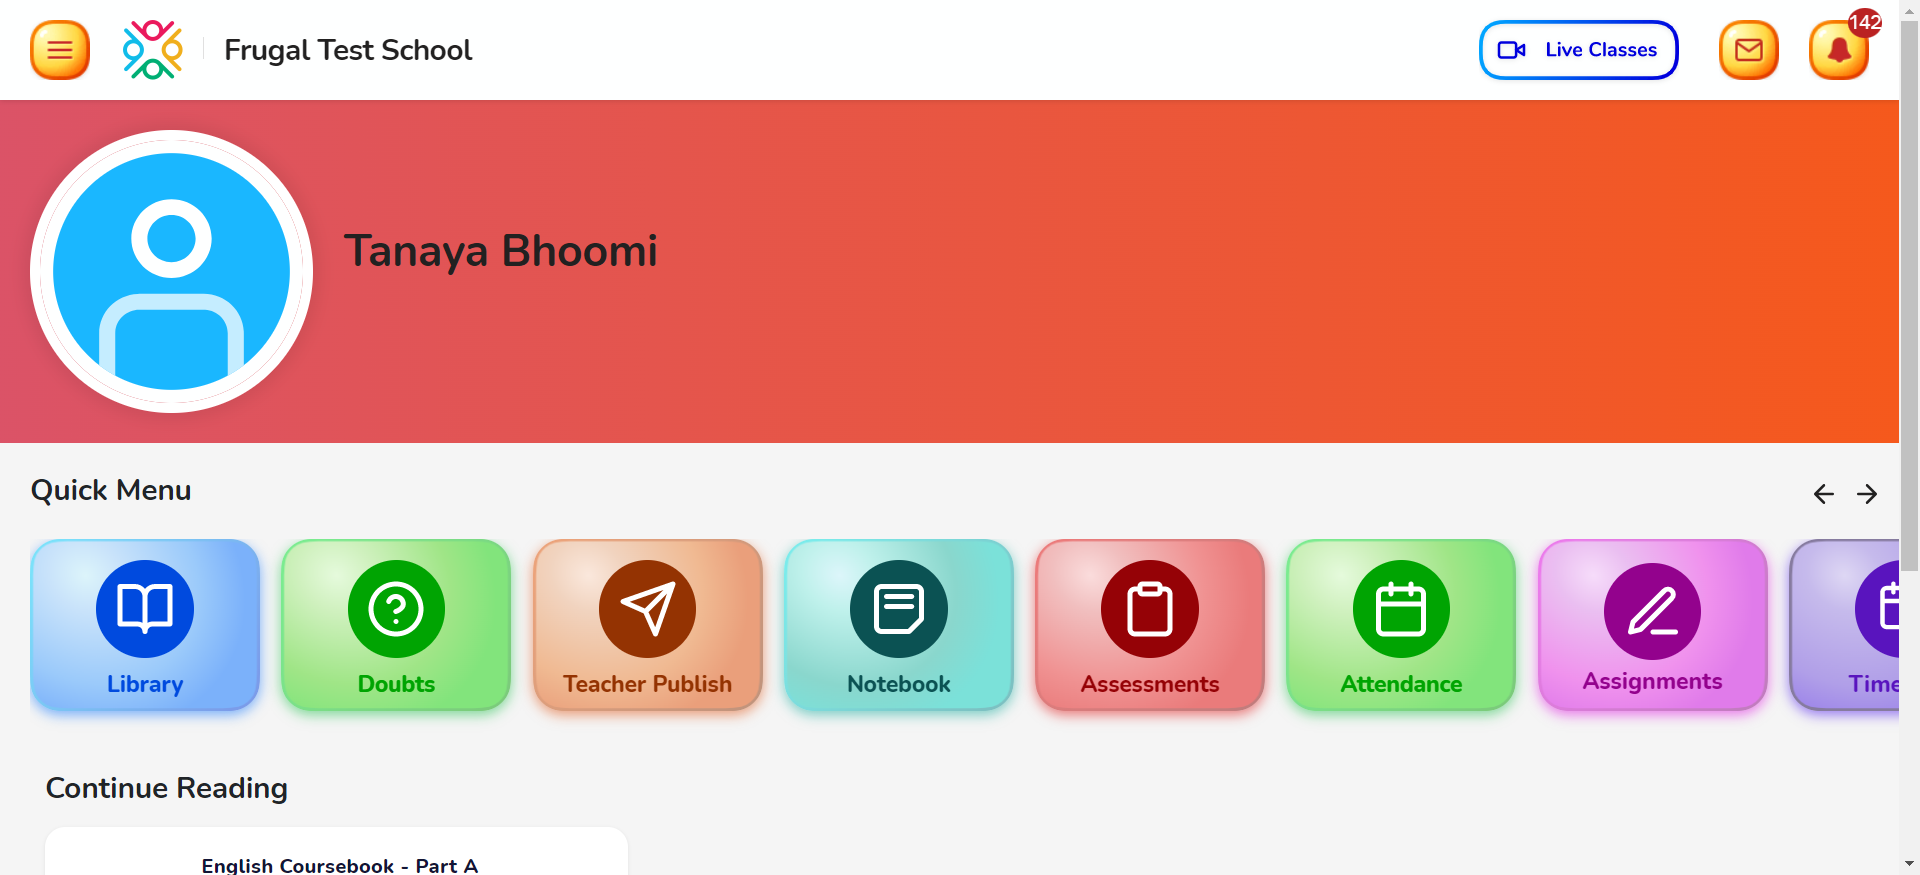 Frugal Test School
Live Classes
142
Tanaya Bhoomi
Quick Menu
Library
Doubts
Teacher Publish
Notebook
Assessments
Attendance
Assignments
Time
Continue Reading
English Coursebook - Part A